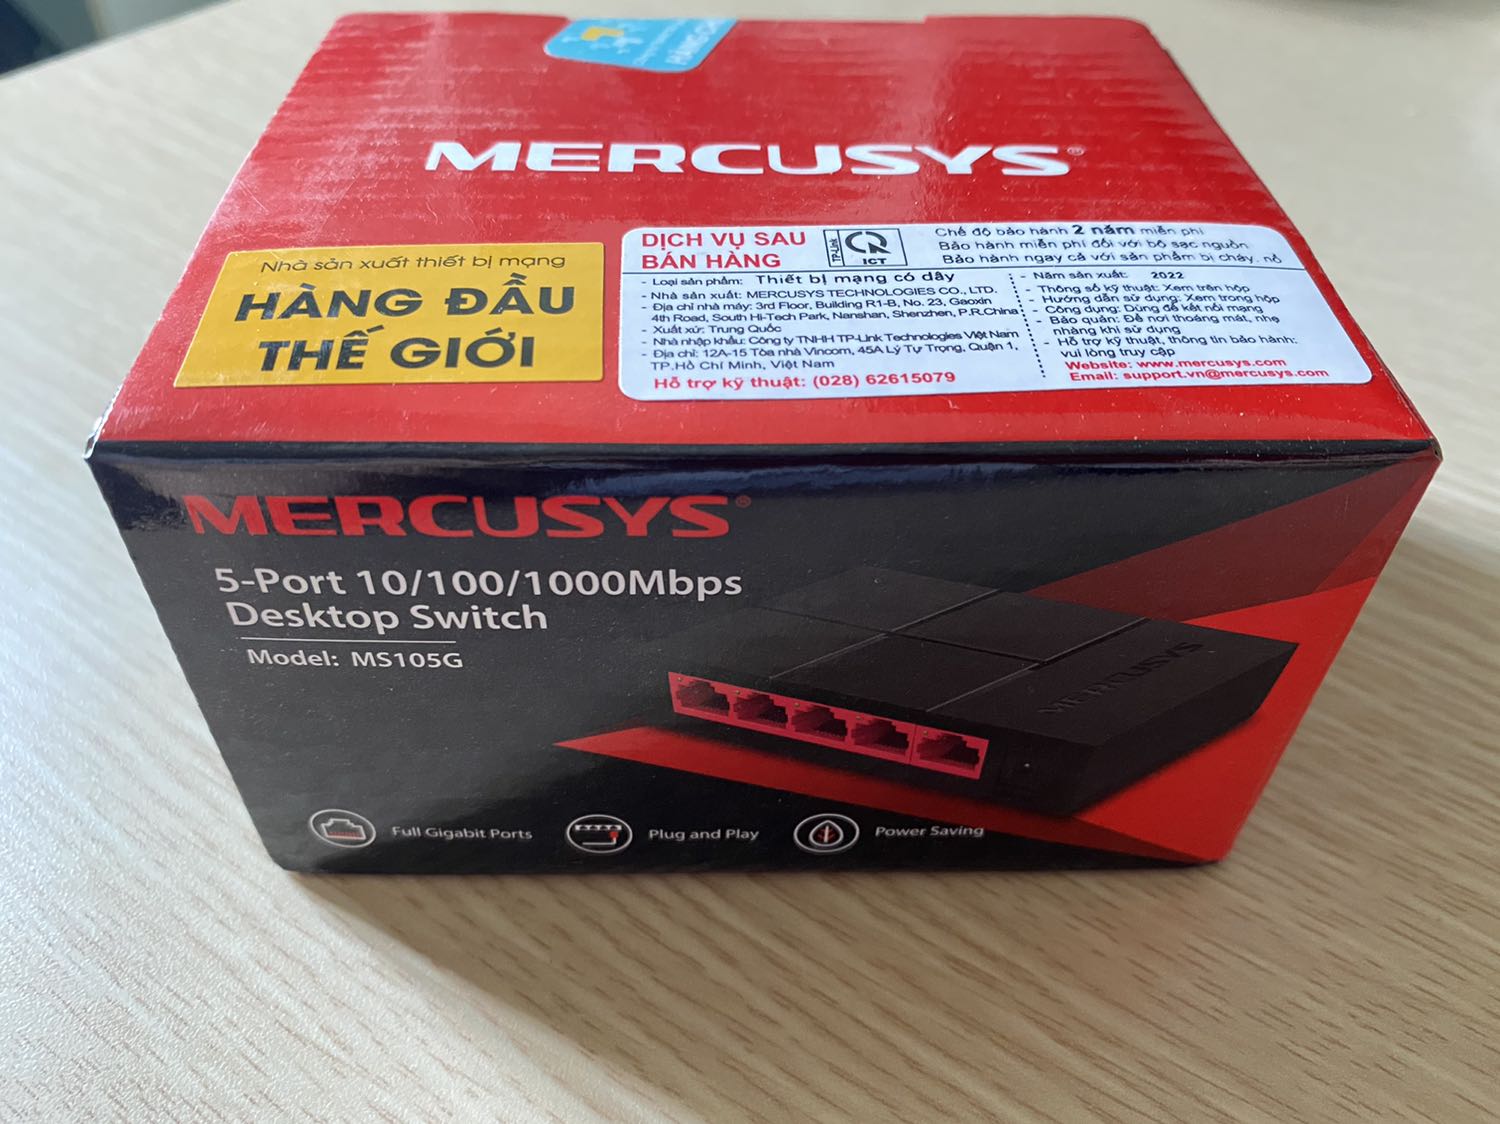 HÀNG CH
MERCUSYS®
Nhà sản xuất thiết bị mạng
HÀNG ĐẦU
THẾ GIỚI
DỊCH VỤ SAU
BÁN HÀNG
TP-Link
ICT
Chế độ bảo hành 2 năm miễn phí
Bảo hành miễn phí đối với bộ sạc nguồn
Bảo hành ngay cả với sản phẩm bị cháy, nổ
- Loại sản phẩm: Thiết bị mạng có dây
- Nhà sản xuất: MERCUSYS TECHNOLOGIES CO., LTD.
- Địa chỉ nhà máy: 3rd Floor, Building R1-B, No. 23, Gaoxin
4th Road, South Hi-Tech Park, Nanshan, Shenzhen, P.R.China
- Xuất xứ: Trung Quốc
- Nhà nhập khẩu: Công ty TNHH TP-Link Technologies Việt Nam
- Địa chỉ: 12A-15 Tòa nhà Vincom, 45A Lý Tự Trọng, Quận 1,
TP.Hồ Chí Minh, Việt Nam
Hỗ trợ kỹ thuật: (028) 62615079
- Năm sản xuất: 2022
- Thông số kỹ thuật: Xem trên hộp
- Hướng dẫn sử dụng: Xem trong hộp
- Công dụng: Dùng để kết nối mạng
- Bảo quản: Để nơi thoáng mát, nhẹ
nhàng khi sử dụng
- Hỗ trợ kỹ thuật, thông tin bảo hành:
vui lòng truy cập
Website: www.mercusys.com
Email: support.vn@mercusys.com
MERCUSYS®
5-Port 10/100/1000Mbps
Desktop Switch
Model: MS105G
MERCUSYS
Full Gigabit Ports
Plug and Play
Power Saving